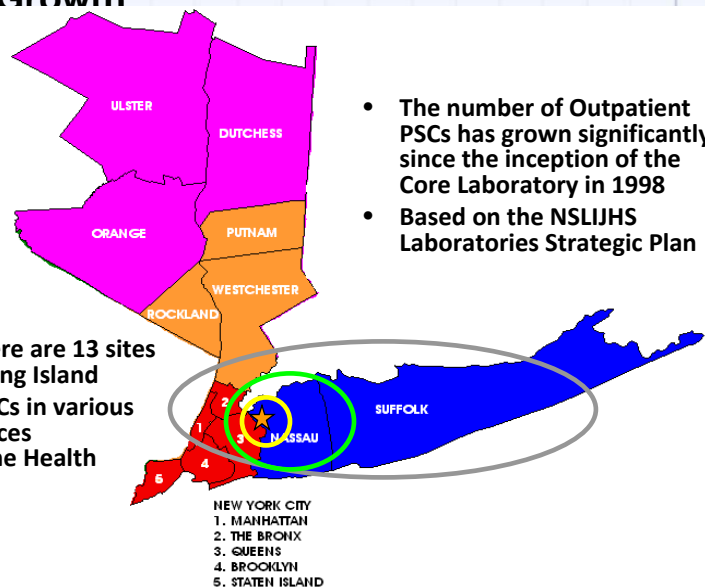 ULSTER
DUTCHESS
ORANGE
PUTNAM
WESTCHESTER
ROCKLAND
• The number of Outpatient
PSCs has grown significantly
since the inception of the
Core Laboratory in 1998
• Based on the NSLIJHS
Laboratories Strategic Plan
re are 13 sites
ng Island
Cs in various
ces
ne Health
SUFFOLK
NASSAU
1
2
3
4
5
NEW YORK CITY
1. MANHATTAN
2. THE BRONX
3. QUEENS
4. BROOKLYN
5. STATEN ISLAND